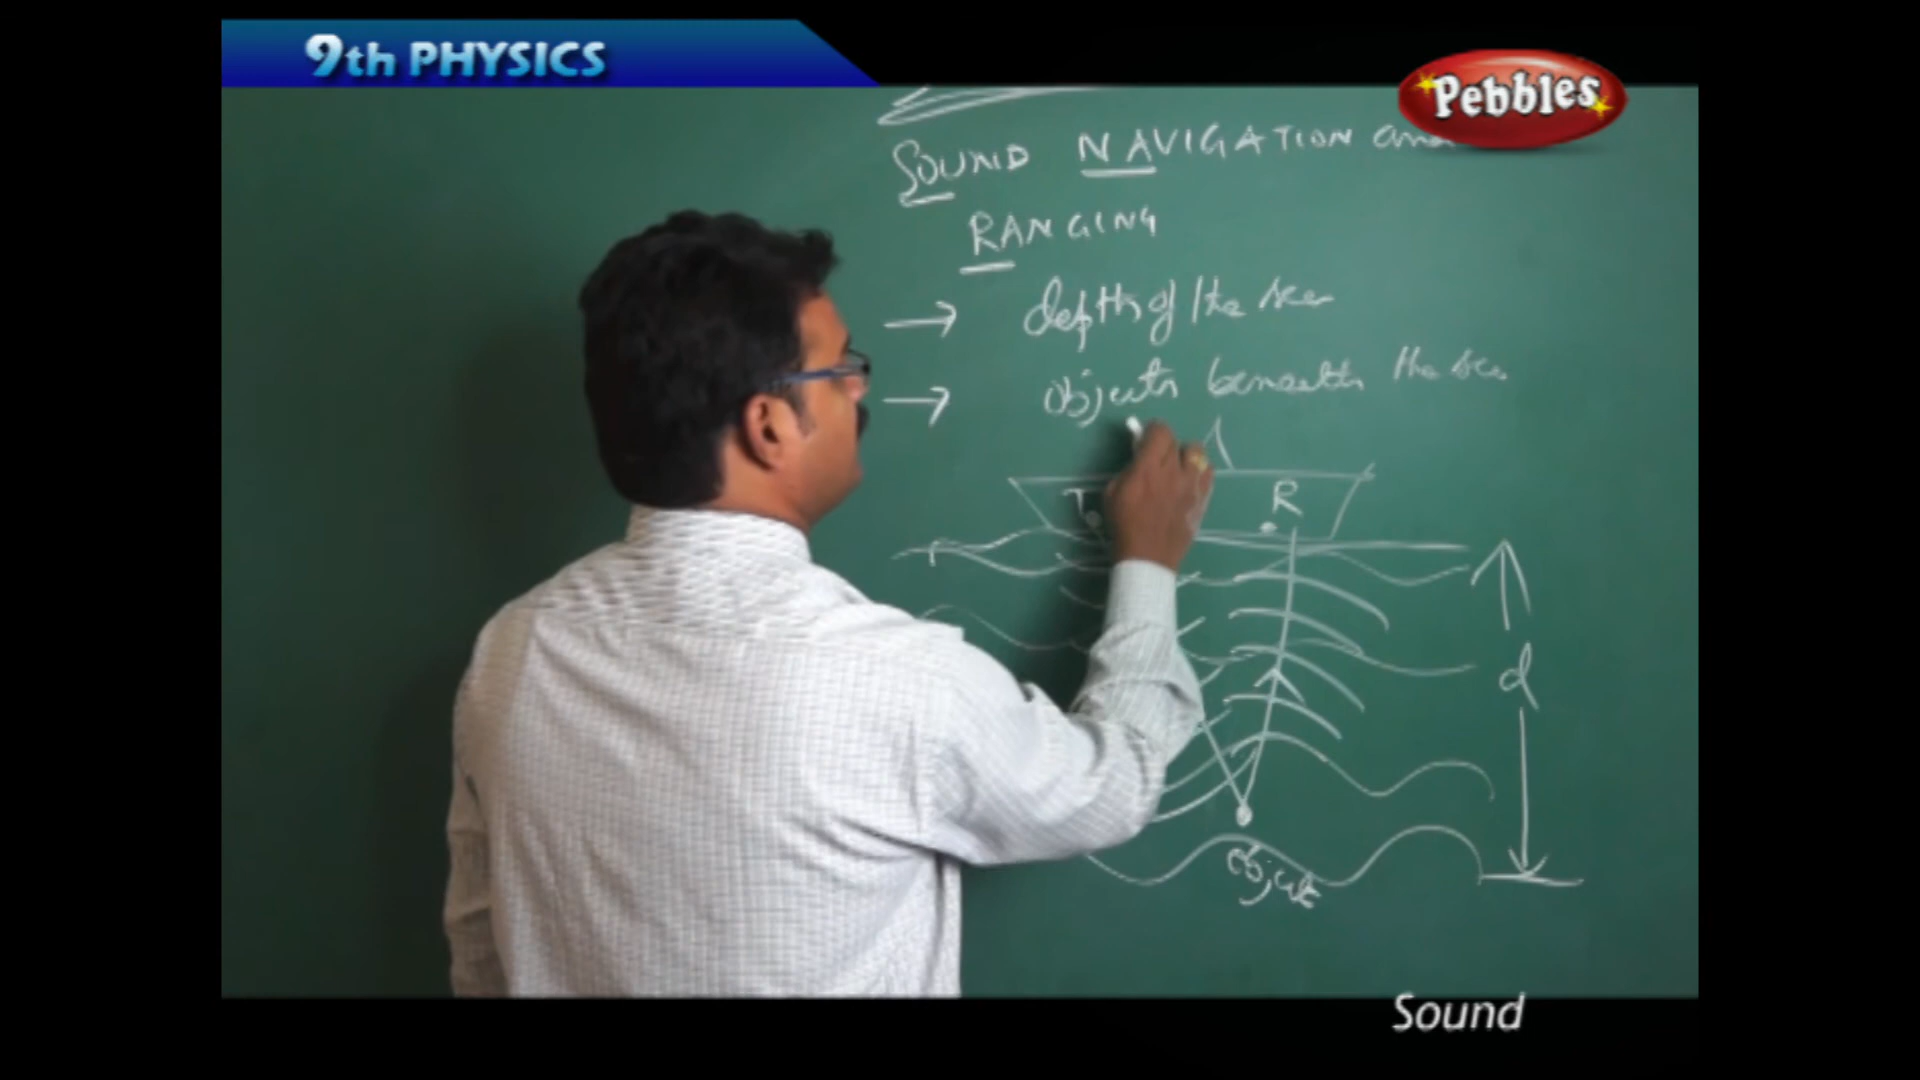 9th PHYSICS
Pebbles
SOUND NAVIGATION and
RANGING
→ depth of the sea
→ objects beneath the sea
T R
d
object
Sound